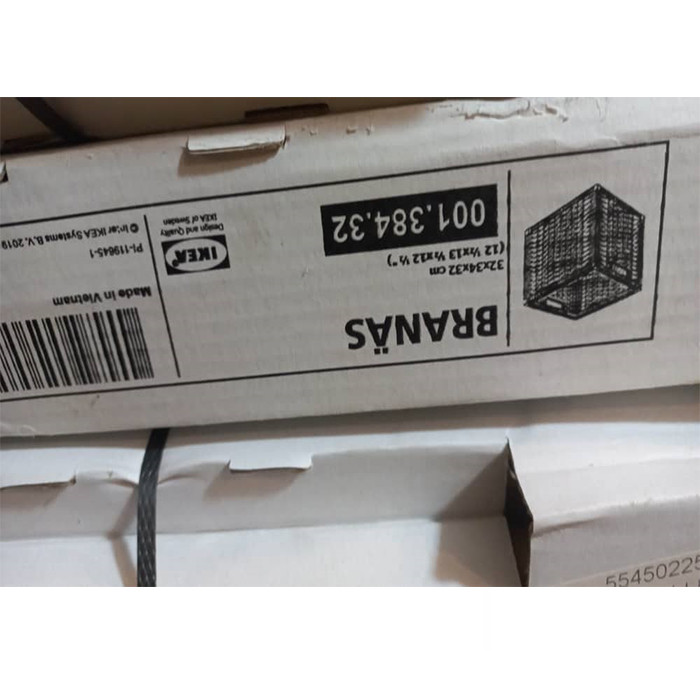 BRANÄS
32x34x32 cm
(12 ½x13 ½x12 ½")
001.384.32
IKEA®
Design and Quality
IKEA of Sweden
Made in Vietnam
PI-119645-1
© Inter IKEA Systems B.V. 2019
55450225